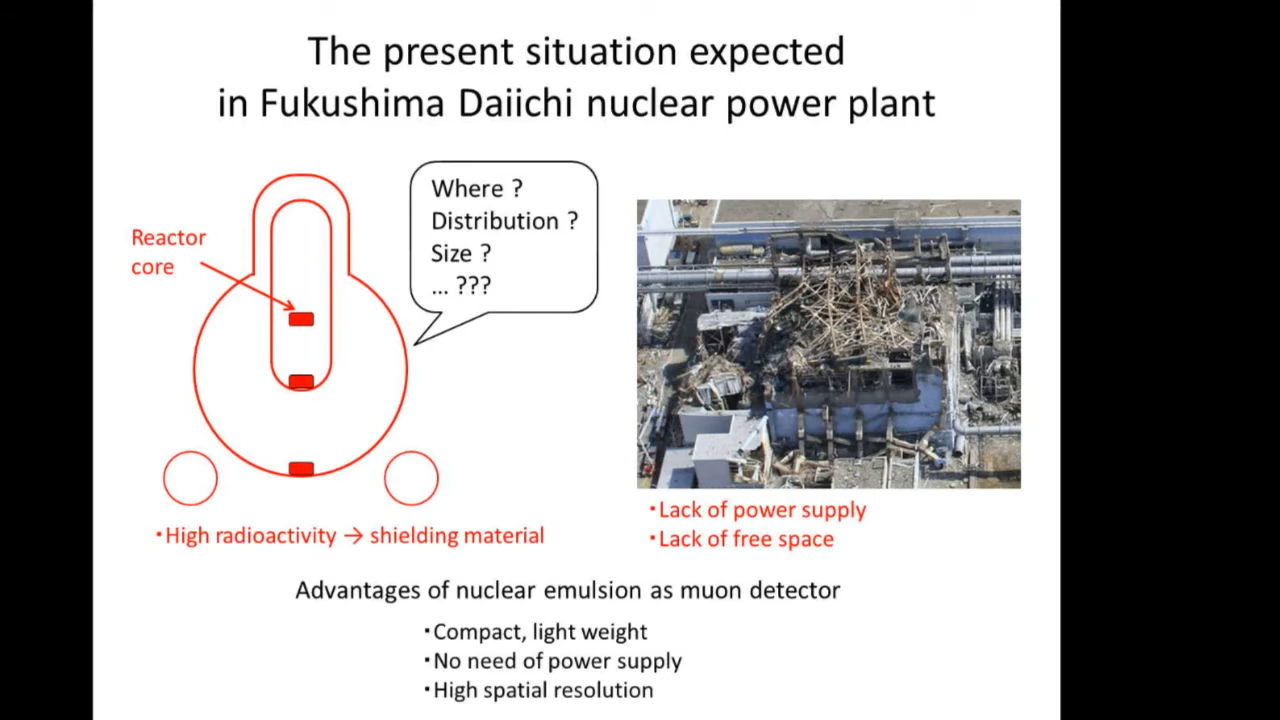 The present situation expected
in Fukushima Daiichi nuclear power plant
Reactor
core
Where ?
Distribution ?
Size ?
... ???
・High radioactivity → shielding material
・Lack of power supply
・Lack of free space
Advantages of nuclear emulsion as muon detector
・Compact, light weight
・No need of power supply
・High spatial resolution